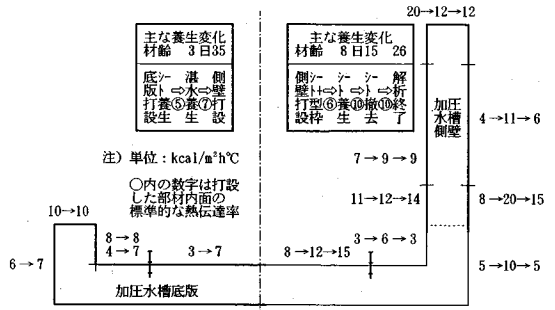 20→12→12
主な養生変化
材齢 3日35
底シー 湛 側
版ト ⇨水⇨壁
打養⑤養⑦打
設生 生 設
主な養生変化
材齢 8日15 26
側シー シー シー 解
壁ト+⇨ト⇨ト⇨析
打型⑥養⑩撤⑩終
設枠 生 去 了
加圧水槽側壁
4→11→6
注）単位：kcal/m²h℃
7→9→9
○内の数字は打設
した部材内面の
標準的な熱伝達率
11→12→14
8→20→15
10→10
8→8
4→7
3→7
8→12→15
3→6→3
6→7
5→10→5
加圧水槽底版